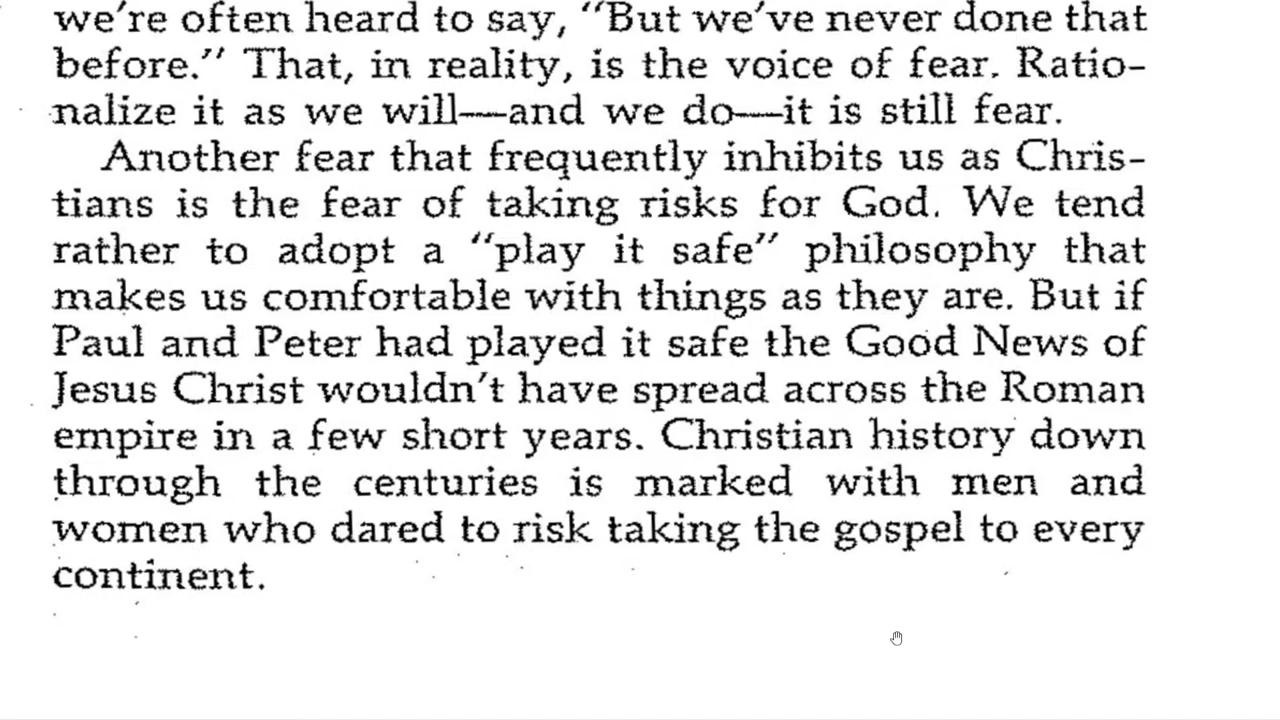 we're often heard to say, "But we've never done that
before." That, in reality, is the voice of fear. Ratio-
nalize it as we will—and we do—it is still fear.
Another fear that frequently inhibits us as Chris-
tians is the fear of taking risks for God. We tend
rather to adopt a "play it safe" philosophy that
makes us comfortable with things as they are. But if
Paul and Peter had played it safe the Good News of
Jesus Christ wouldn't have spread across the Roman
empire in a few short years. Christian history down
through the centuries is marked with men and
women who dared to risk taking the gospel to every
continent.